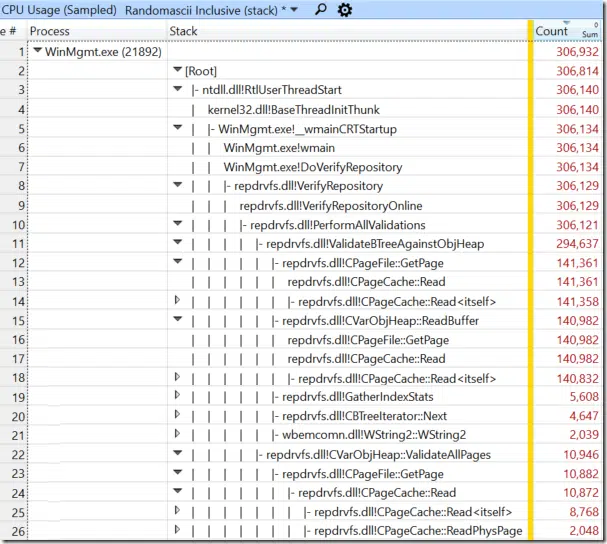 CPU Usage (Sampled) Randomascii Inclusive (stack) *
e # Process Stack Count 0 Sum
1 WinMgmt.exe (21892) 306,932
2 [Root] 306,814
3 |- ntdll.dll!RtlUserThreadStart 306,140
4 | kernel32.dll!BaseThreadInitThunk 306,140
5 | |- WinMgmt.exe!__wmainCRTStartup 306,134
6 | | WinMgmt.exe!wmain 306,134
7 | | WinMgmt.exe!DoVerifyRepository 306,134
8 | | |- repdrvfs.dll!VerifyRepository 306,129
9 | | | repdrvfs.dll!VerifyRepositoryOnline 306,129
10 | | | |- repdrvfs.dll!PerformAllValidations 306,121
11 | | | | |- repdrvfs.dll!ValidateBTreeAgainstObjHeap 294,637
12 | | | | | |- repdrvfs.dll!CPageFile::GetPage 141,361
13 | | | | | | repdrvfs.dll!CPageCache::Read 141,361
14 | | | | | | |- repdrvfs.dll!CPageCache::Read<itself> 141,358
15 | | | | | |- repdrvfs.dll!CVarObjHeap::ReadBuffer 140,982
16 | | | | | | repdrvfs.dll!CPageFile::GetPage 140,982
17 | | | | | | repdrvfs.dll!CPageCache::Read 140,982
18 | | | | | | |- repdrvfs.dll!CPageCache::Read<itself> 140,832
19 | | | | | |- repdrvfs.dll!GatherIndexStats 5,608
20 | | | | | |- repdrvfs.dll!CBTreeIterator::Next 4,647
21 | | | | | |- wbemcomn.dll!WString2::WString2 2,039
22 | | | | |- repdrvfs.dll!CVarObjHeap::ValidateAllPages 10,946
23 | | | | | |- repdrvfs.dll!CPageFile::GetPage 10,882
24 | | | | | | |- repdrvfs.dll!CPageCache::Read 10,872
25 | | | | | | | |- repdrvfs.dll!CPageCache::Read<itself> 8,768
26 | | | | | | | |- repdrvfs.dll!CPageCache::ReadPhysPage 2,048